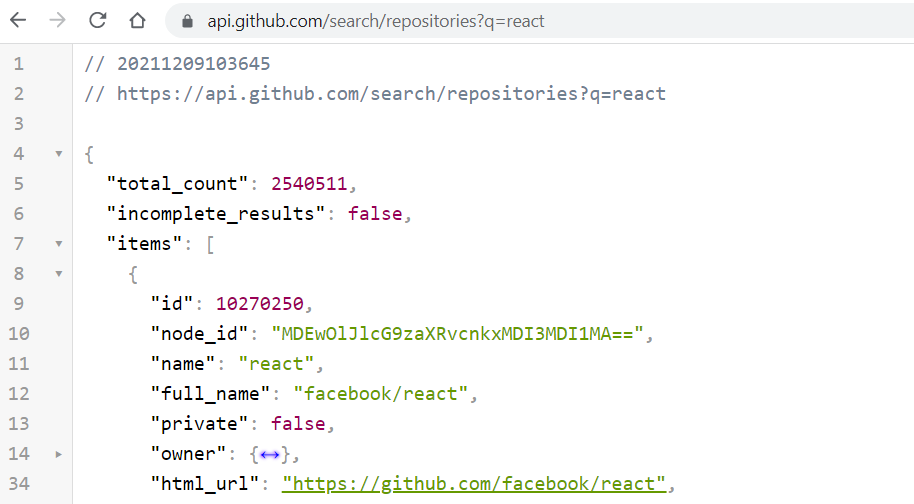 api.github.com/search/repositories?q=react
1 // 20211209103645
2 // https://api.github.com/search/repositories?q=react
3
4 {
5 "total_count": 2540511,
6 "incomplete_results": false,
7 "items": [
8 {
9 "id": 10270250,
10 "node_id": "MDEwOlJlcG9zaXRvcnkxMDI3MDI1MA==",
11 "name": "react",
12 "full_name": "facebook/react",
13 "private": false,
14 "owner": {↔},
34 "html_url": "https://github.com/facebook/react",